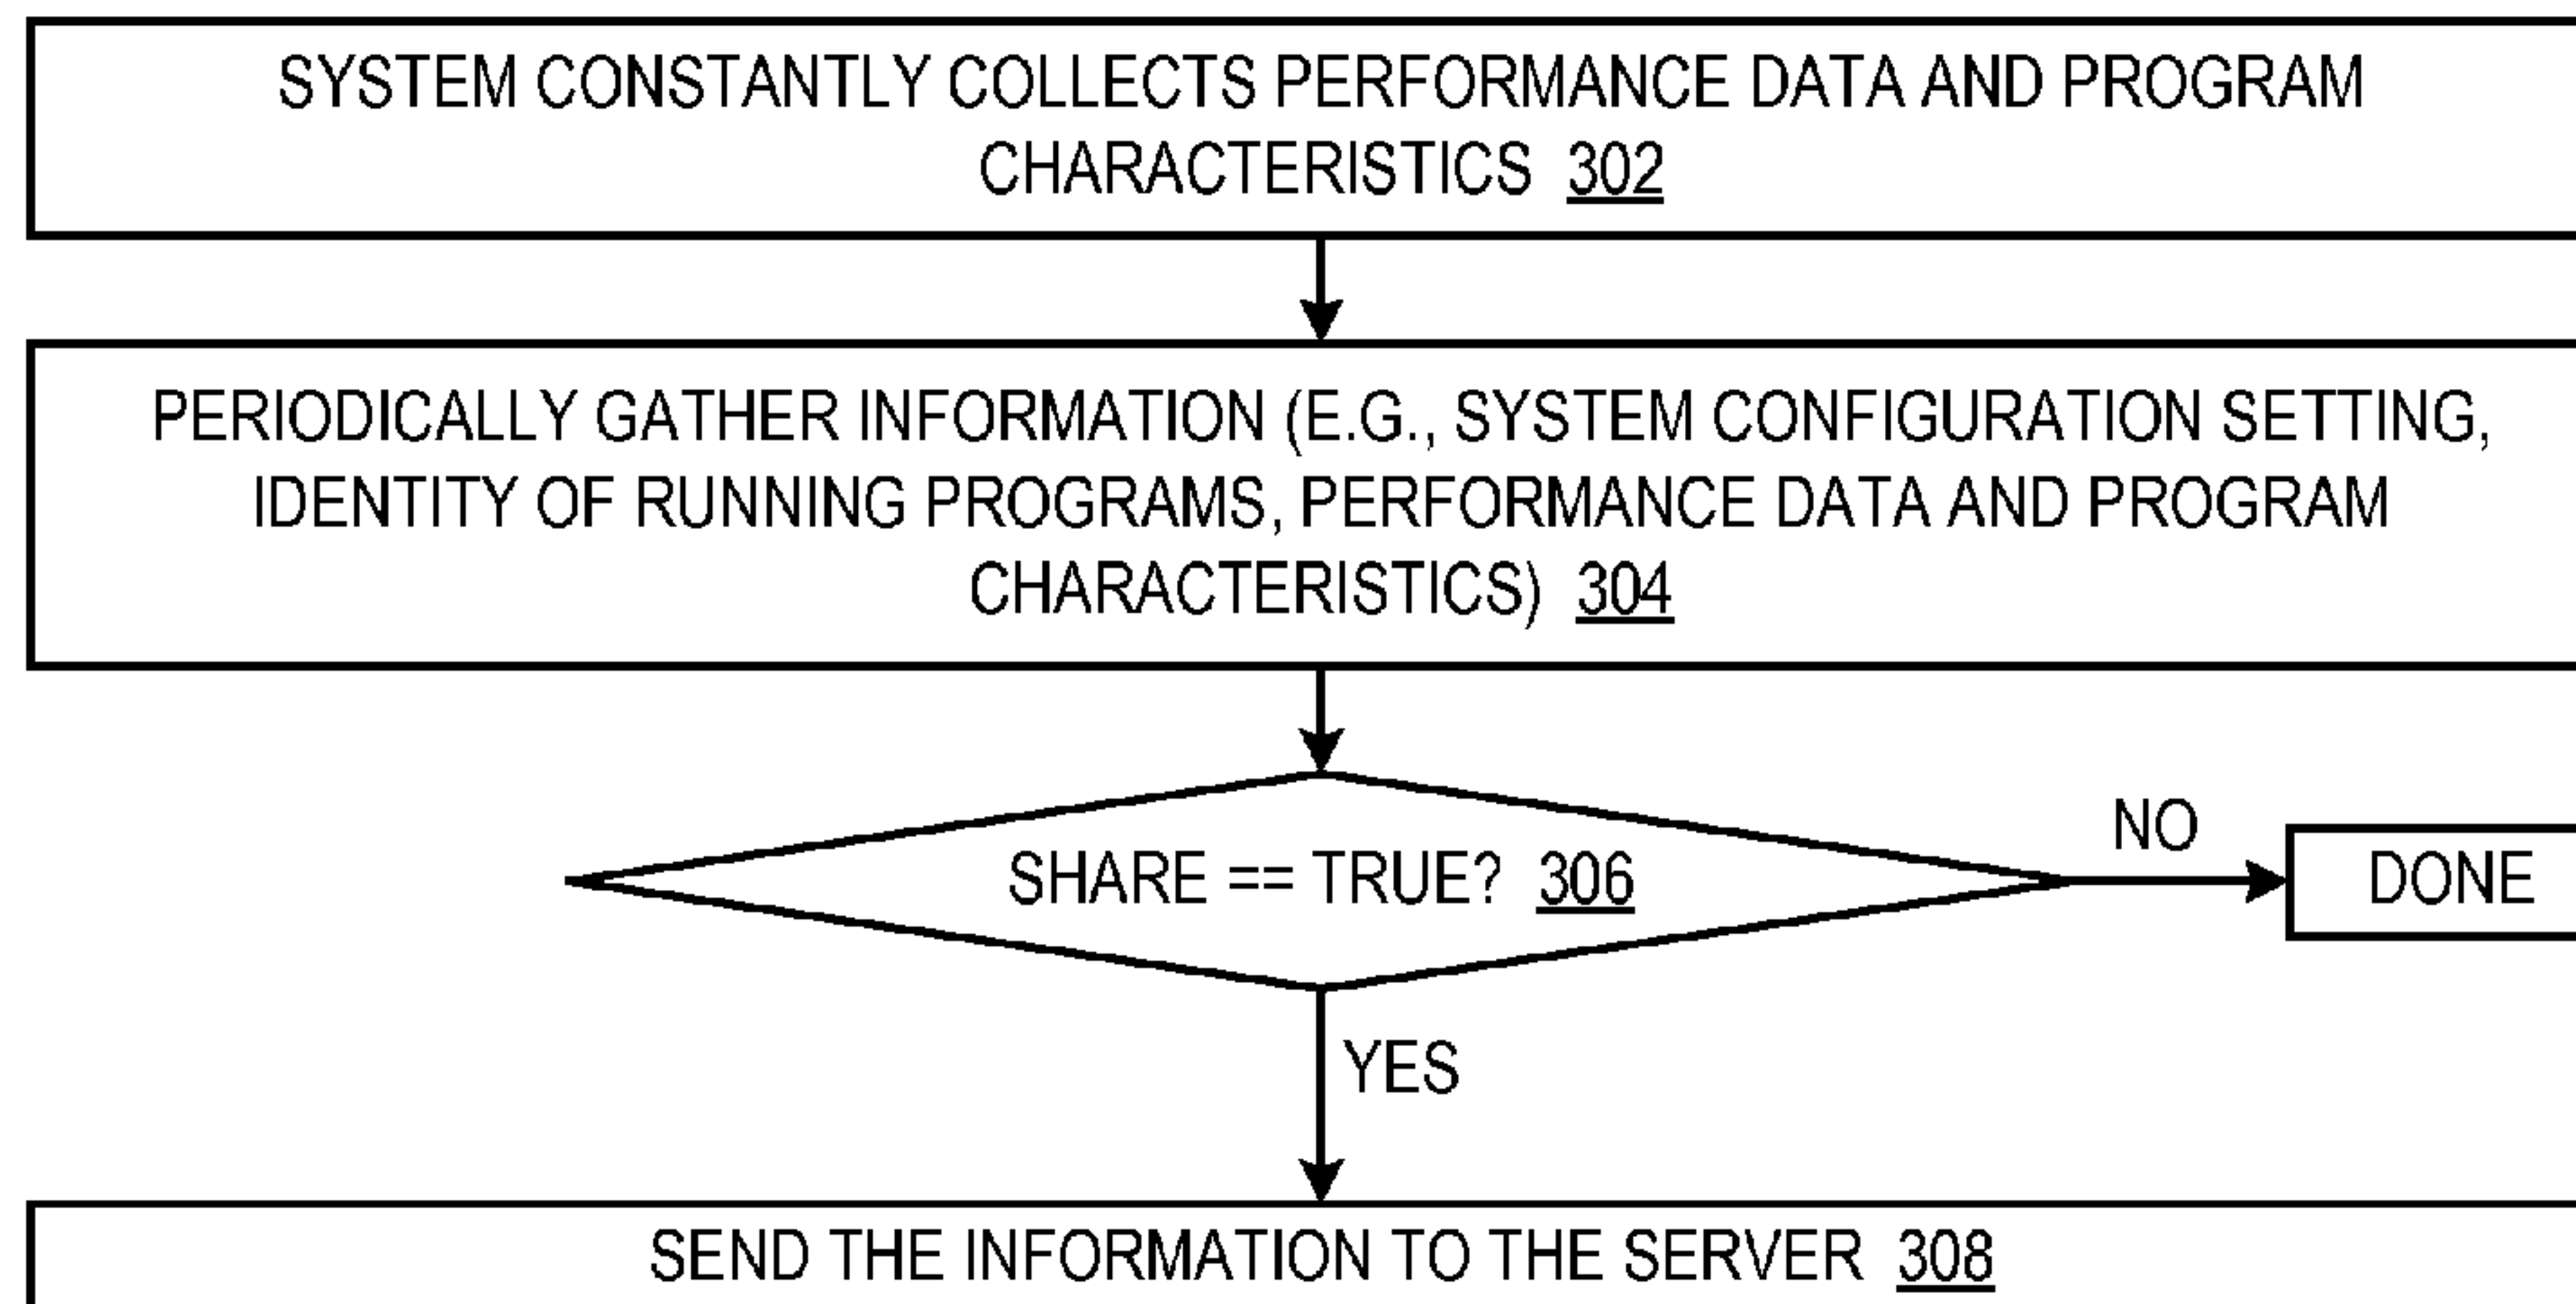 SYSTEM CONSTANTLY COLLECTS PERFORMANCE DATA AND PROGRAM
CHARACTERISTICS 302
PERIODICALLY GATHER INFORMATION (E.G., SYSTEM CONFIGURATION SETTING,
IDENTITY OF RUNNING PROGRAMS, PERFORMANCE DATA AND PROGRAM
CHARACTERISTICS) 304
SHARE == TRUE? 306
NO
DONE
YES
SEND THE INFORMATION TO THE SERVER 308